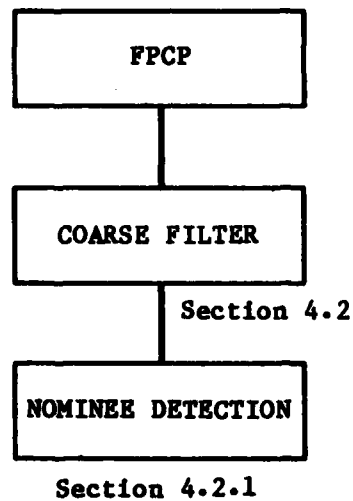 FPCP
COARSE FILTER
Section 4.2
NOMINEE DETECTION
Section 4.2.1